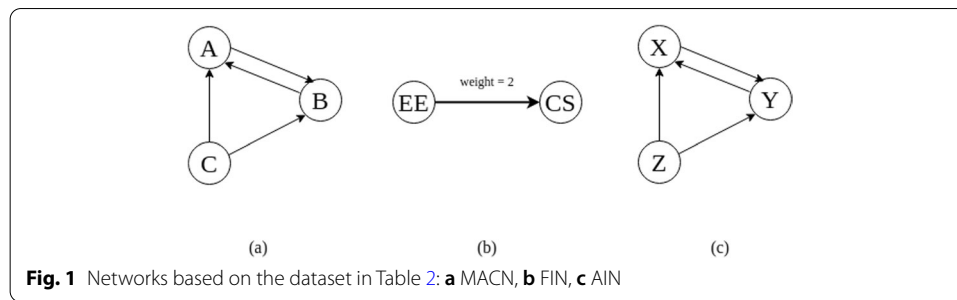 A
B
C
EE
weight = 2
CS
X
Y
Z
(a)
(b)
(c)
Fig. 1 Networks based on the dataset in Table 2: a MACN, b FIN, c AIN